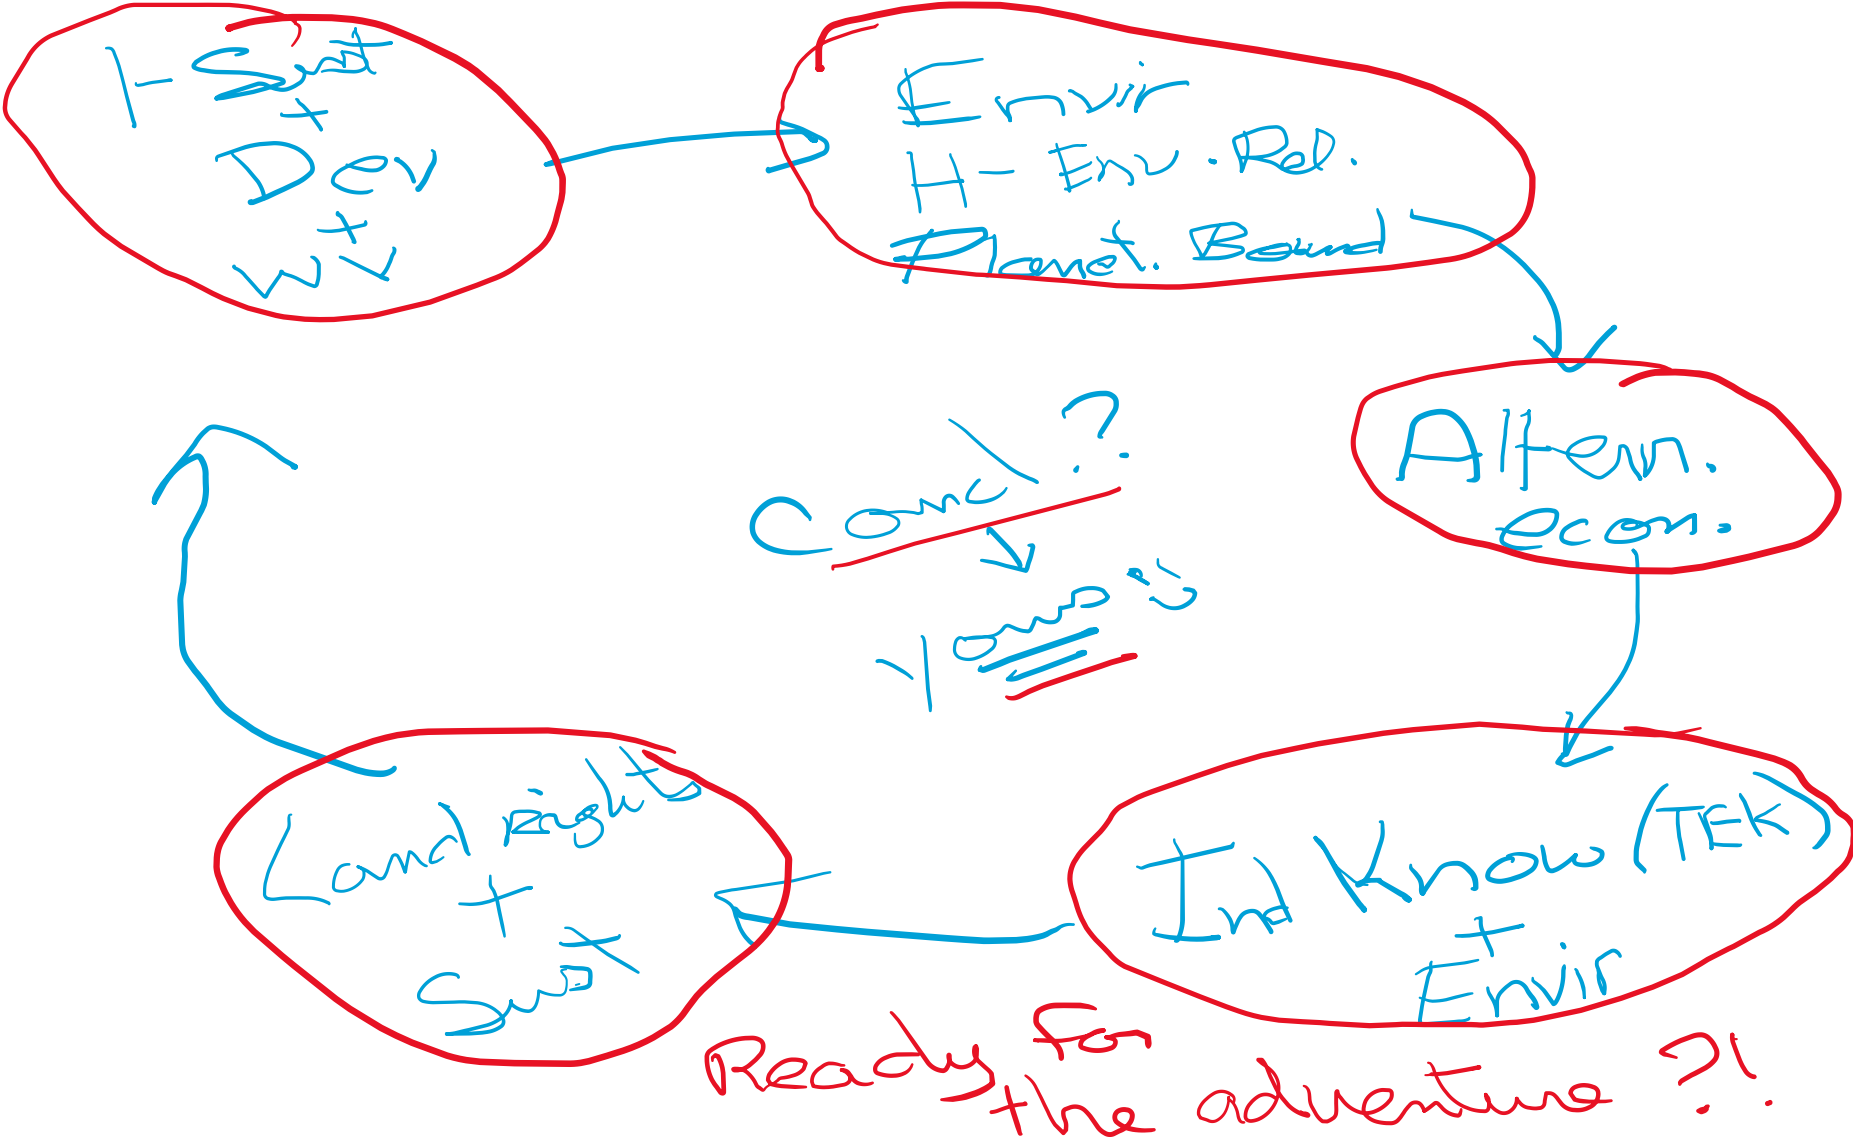 H-Sust
+
Dev
+
WV
Envir
H-Env. Rel.
Planet. Bound
Altern.
econ.
Concl ?
Yours :)
Land rights
+
Sust
Ind Know (TEK)
+
Envir
Ready for
the adventure ?!